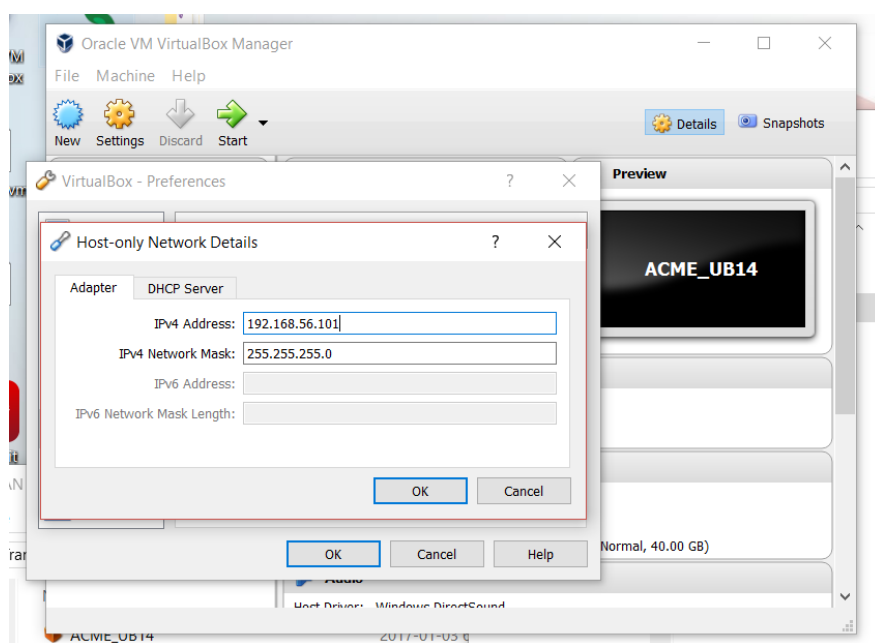 Oracle VM VirtualBox Manager
File Machine Help
New Settings Discard Start
Details Snapshots
VirtualBox - Preferences ?
Preview
Host-only Network Details ?
ACME_UB14
Adapter DHCP Server
IPv4 Address: 192.168.56.101
IPv4 Network Mask: 255.255.255.0
IPv6 Address:
IPv6 Network Mask Length:
OK Cancel
OK Cancel Help
Normal, 40.00 GB)
Audio
Host Driver: Windows DirectSound
ACME_UB14 2017-01-03